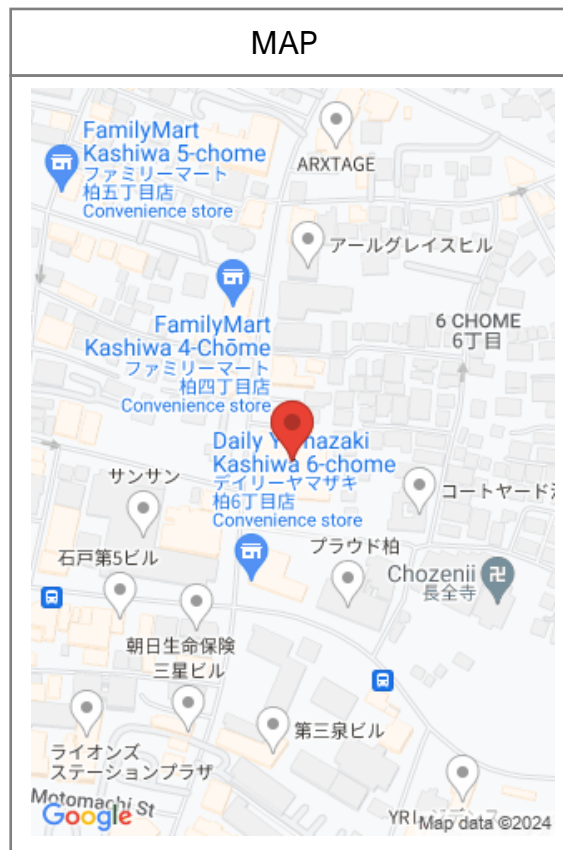 MAP
FamilyMart
Kashiwa 5-chome
ファミリーマート
柏五丁目店
Convenience store
ARXTAGE
アールグレイスヒル
FamilyMart
Kashiwa 4-Chōme
ファミリーマート
柏四丁目店
Convenience store
6 CHOME
6丁目
Daily
Kashiwa 6-chome
デイリーヤマザキ
柏6丁目店
Convenience store
サンサン
コートヤード
石戸第5ビル
プラウド柏
Chozenji
長全寺
朝日生命保険
三星ビル
第三泉ビル
ライオンズ
ステーションプラザ
Motomachi St
Google
YRL
Map data ©2024